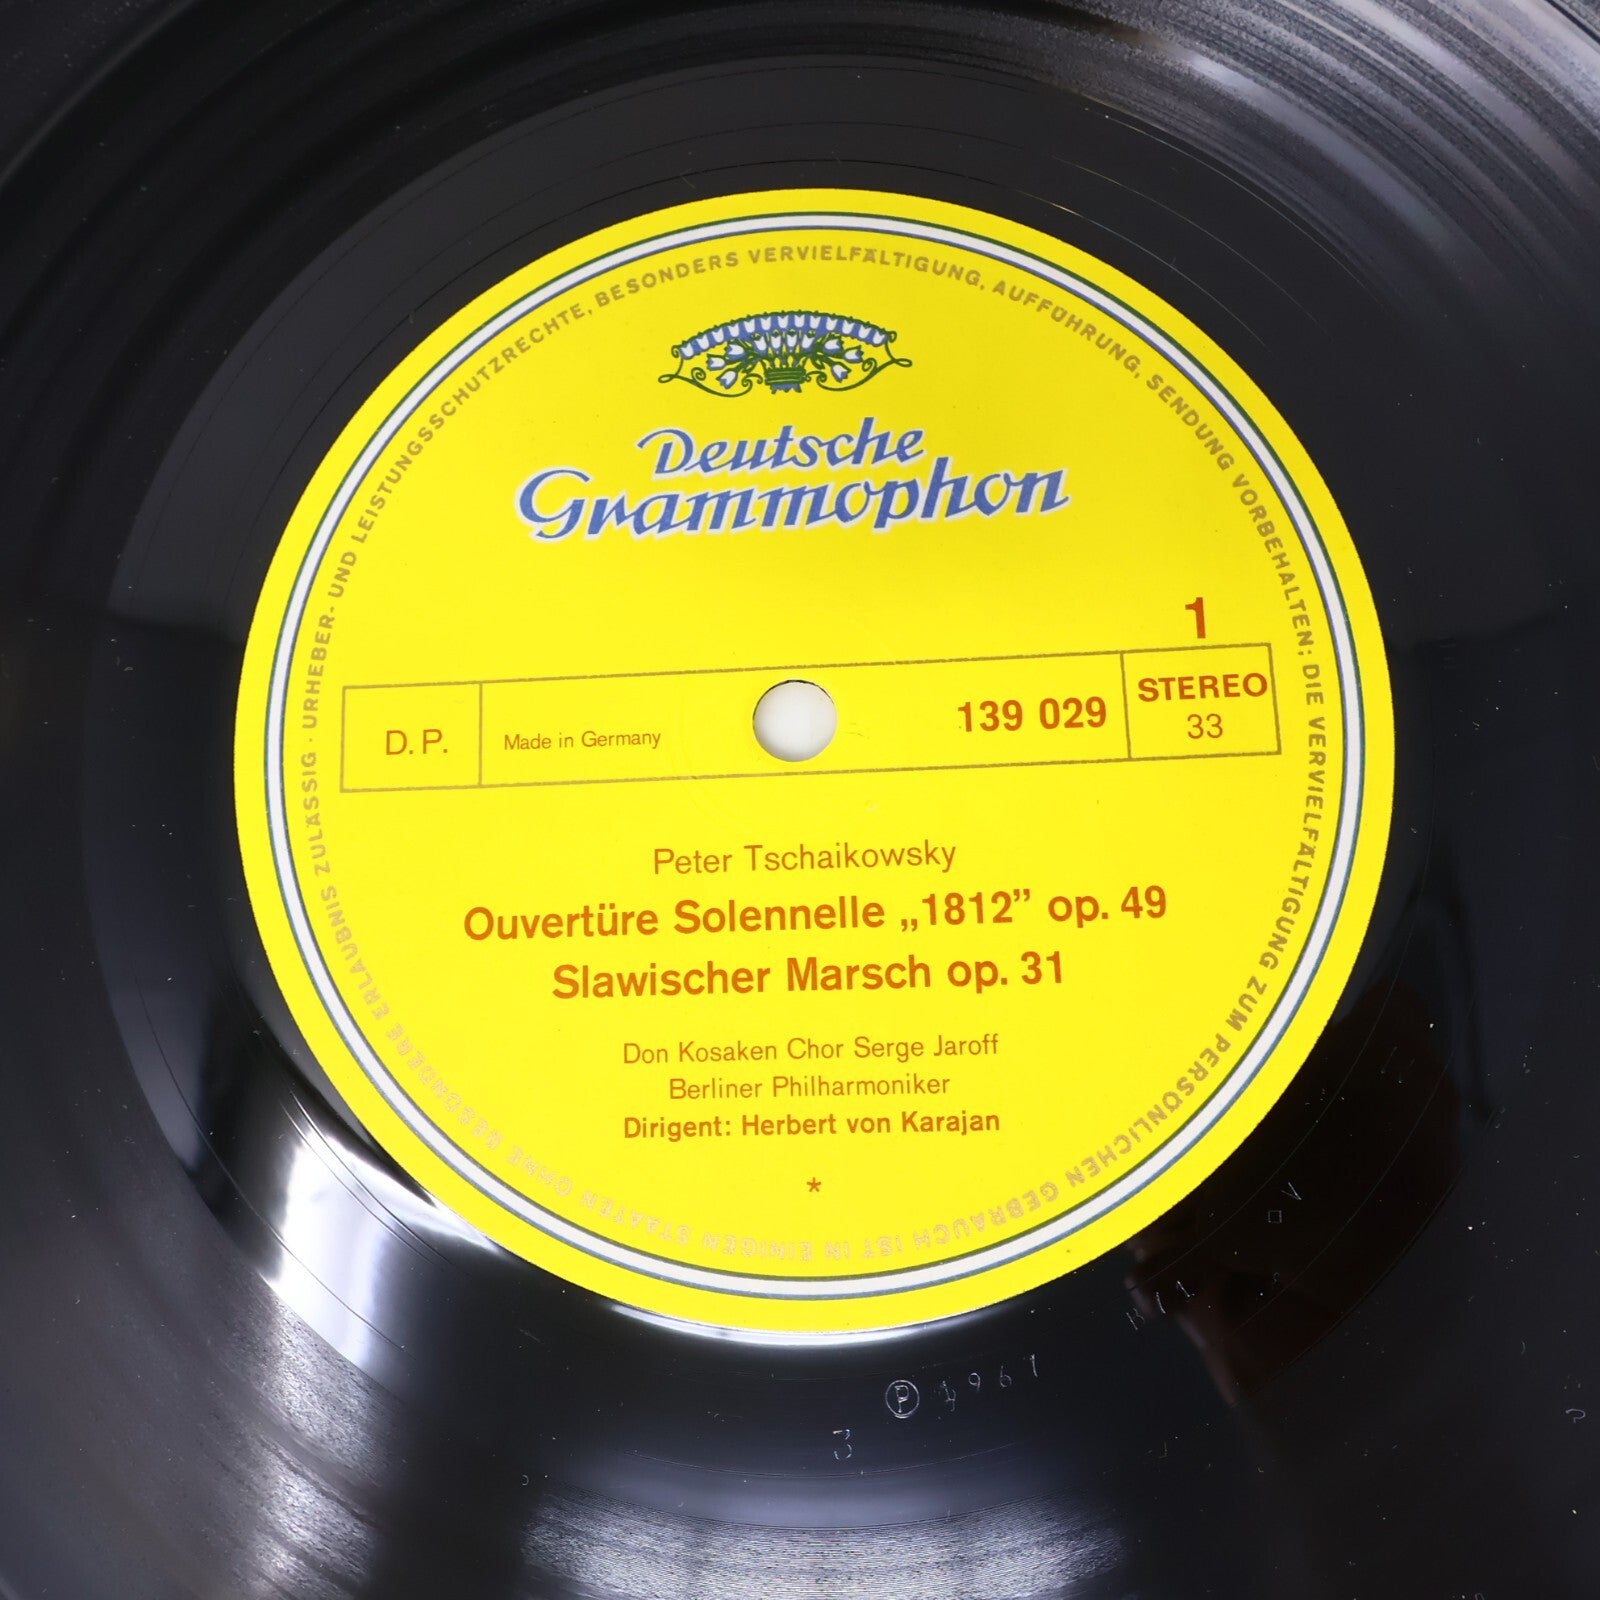 URHEBER- UND LEISTUNGSSCHUTZRECHTE, BESONDERS VERVIELFÄLTIGUNG, AUFFÜHRUNG, SENDUNG VORBEHALTEN; DIE VERVIELFÄLTIGUNG ZUM PERSÖNLICHEN GEBRAUCH IST IN EINIGEN STAATEN OHNE BESONDERE ERLAUBNIS ZULÄSSIG ·
Deutsche
Grammophon
1
D. P.
Made in Germany
139 029
STEREO
33
Peter Tschaikowsky
Ouvertüre Solennelle „1812” op. 49
Slawischer Marsch op. 31
Don Kosaken Chor Serge Jaroff
Berliner Philharmoniker
Dirigent: Herbert von Karajan
*
Ⓟ 1967
3